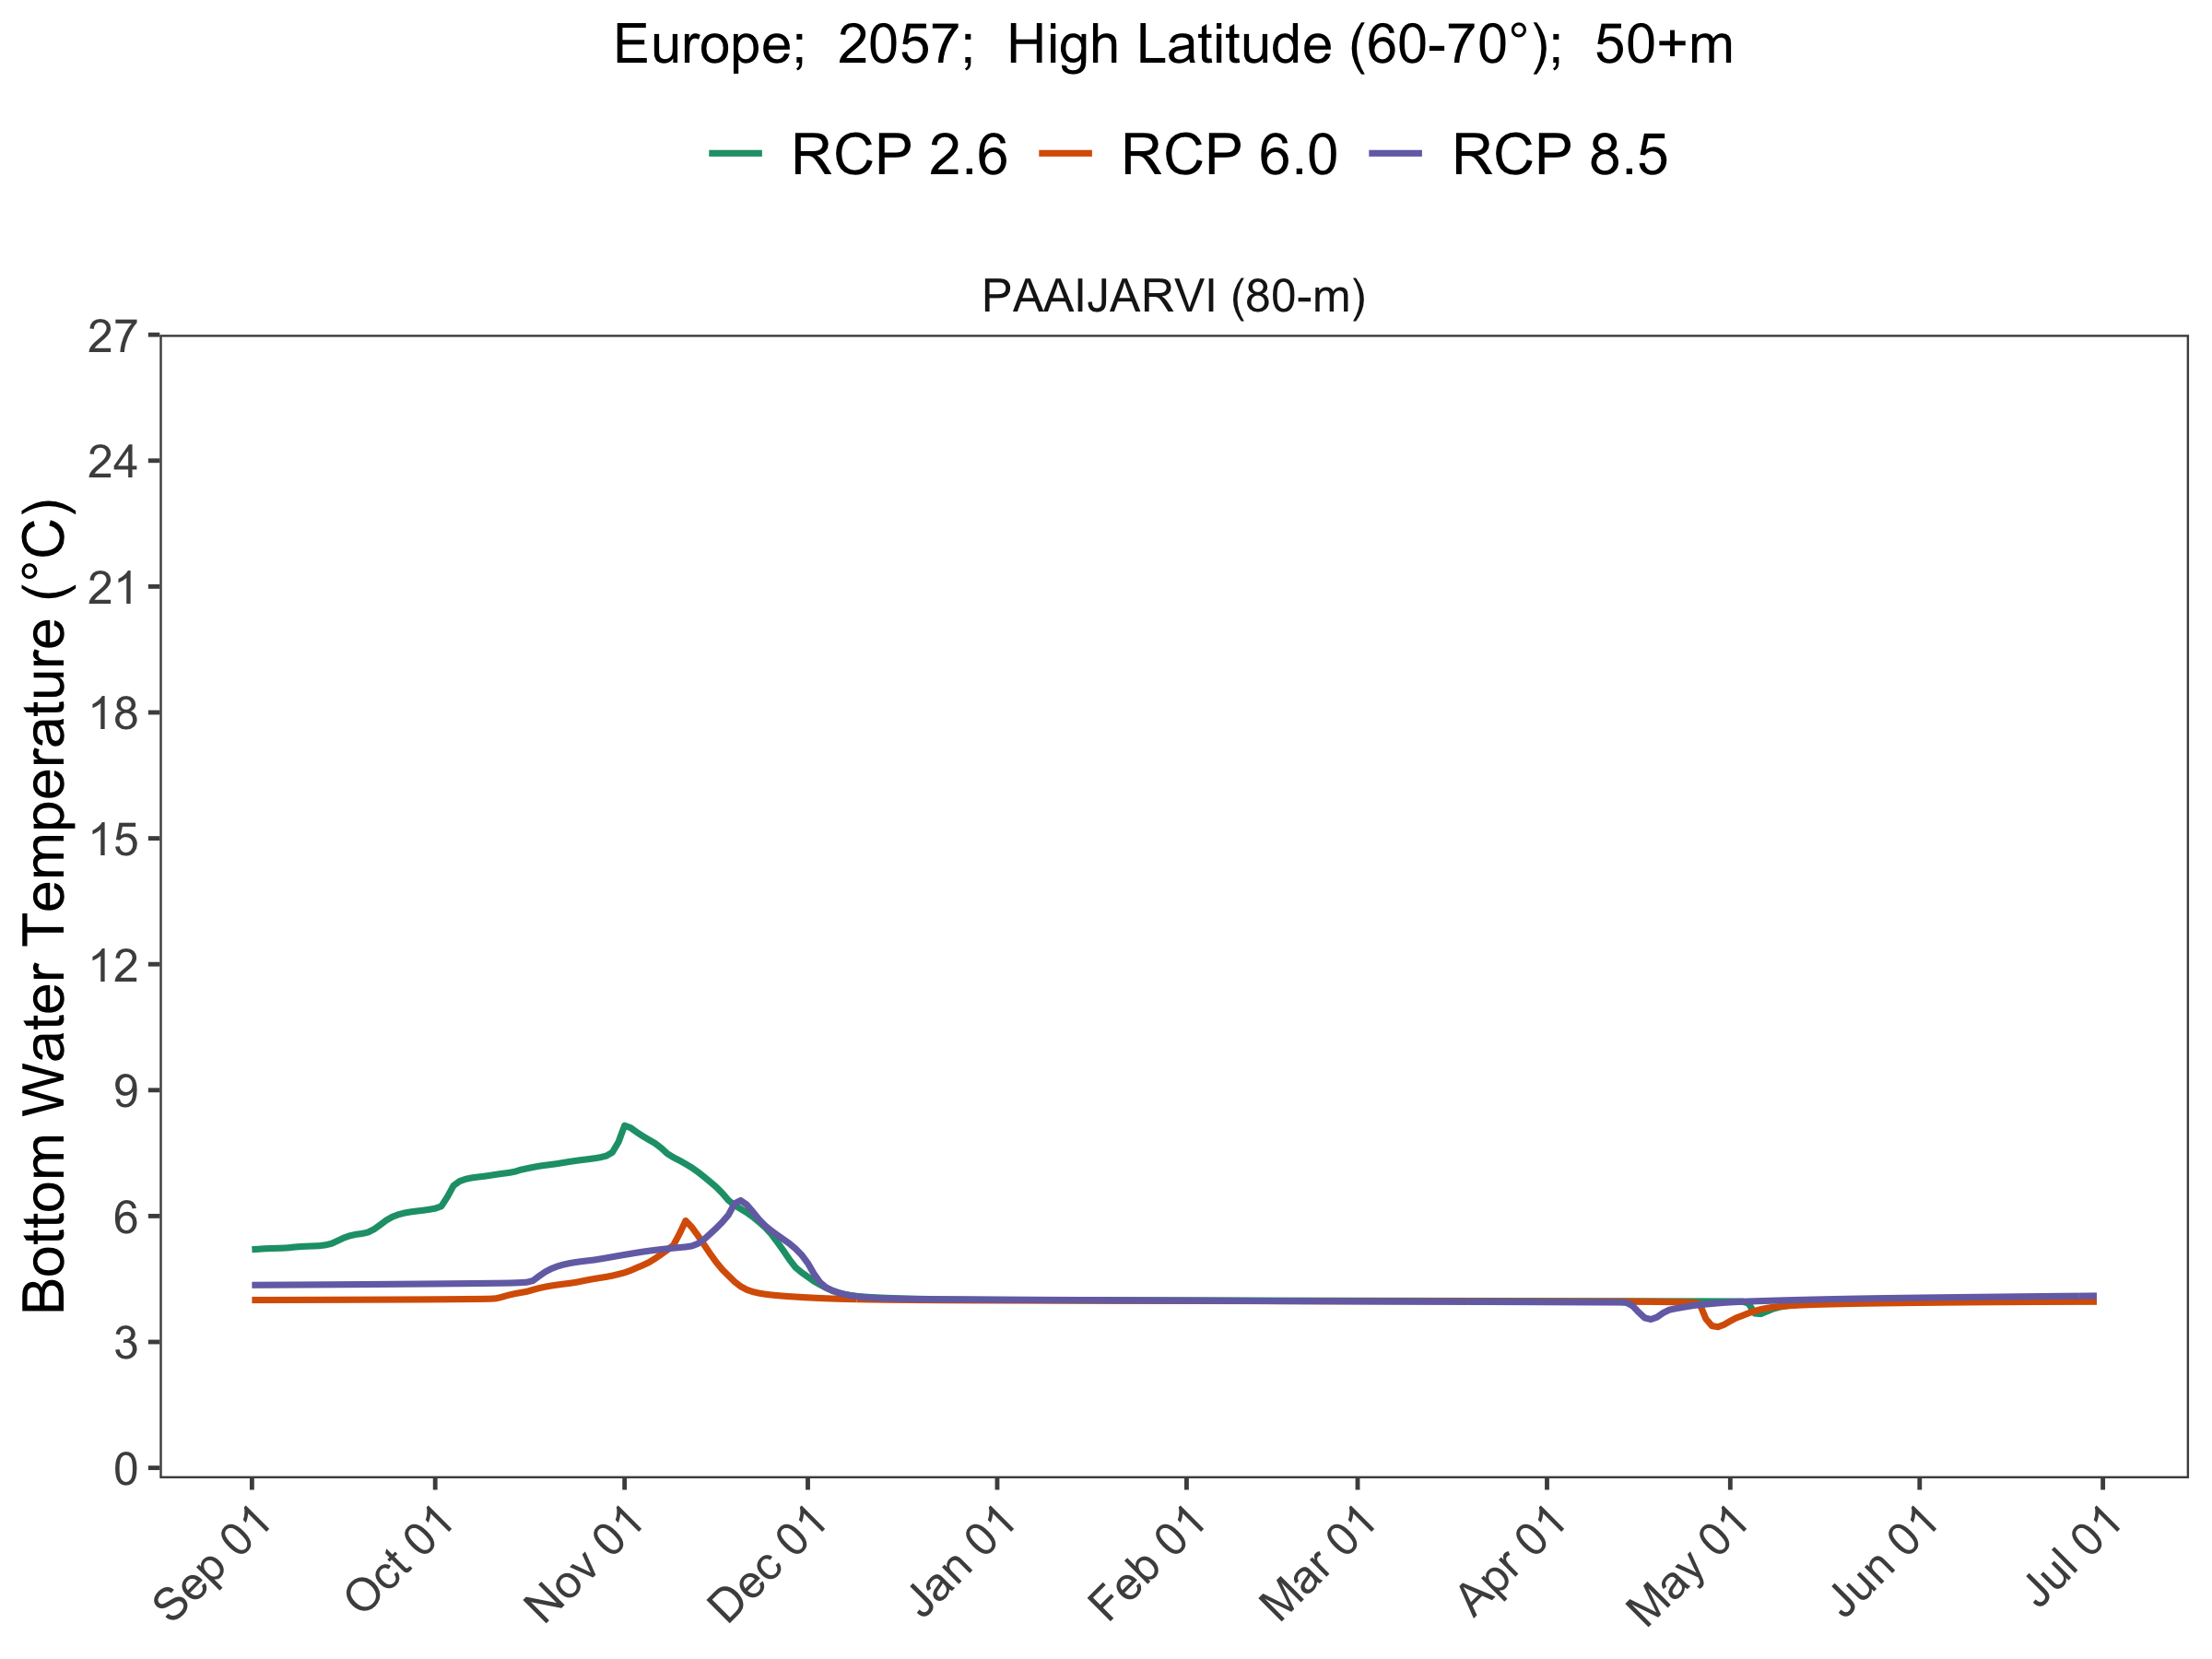 Europe;  2057;  High Latitude (60-70°);  50+m
RCP 2.6 RCP 6.0 RCP 8.5
PAAIJARVI (80-m)
Bottom Water Temperature (°C)
27
24
21
18
15
12
9
6
3
0
Sep 01 Oct 01 Nov 01 Dec 01 Jan 01 Feb 01 Mar 01 Apr 01 May 01 Jun 01 Jul 01